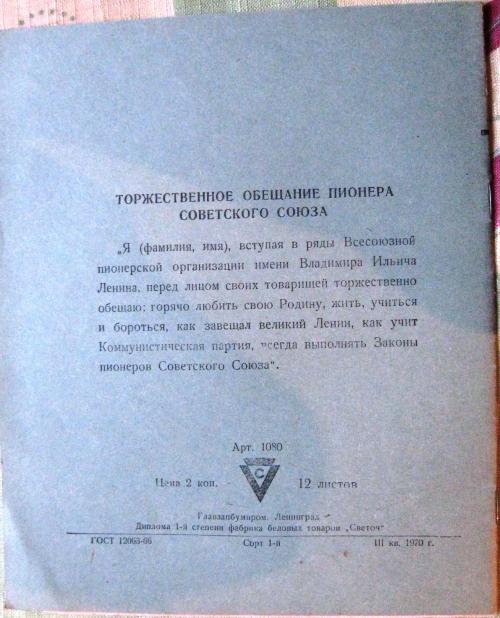 ТОРЖЕСТВЕННОЕ ОБЕЩАНИЕ ПИОНЕРА
СОВЕТСКОГО СОЮЗА
„Я (фамилия, имя), вступая в ряды Всесоюзной
пионерской организации имени Владимира Ильича
Ленина, перед лицом своих товарищей торжественно
обещаю: горячо любить свою Родину, жить, учиться
и бороться, как завещал великий Ленин, как учит
Коммунистическая партия, всегда выполнять Законы
пионеров Советского Союза“.
Арт. 1080
С
Цена 2 коп. 12 листов
Главзапбумпром. Ленинград
Диплома 1-й степени фабрика беловых товаров „Светоч“
ГОСТ 12063-66 Сорт 1-й III кв. 1970 г.